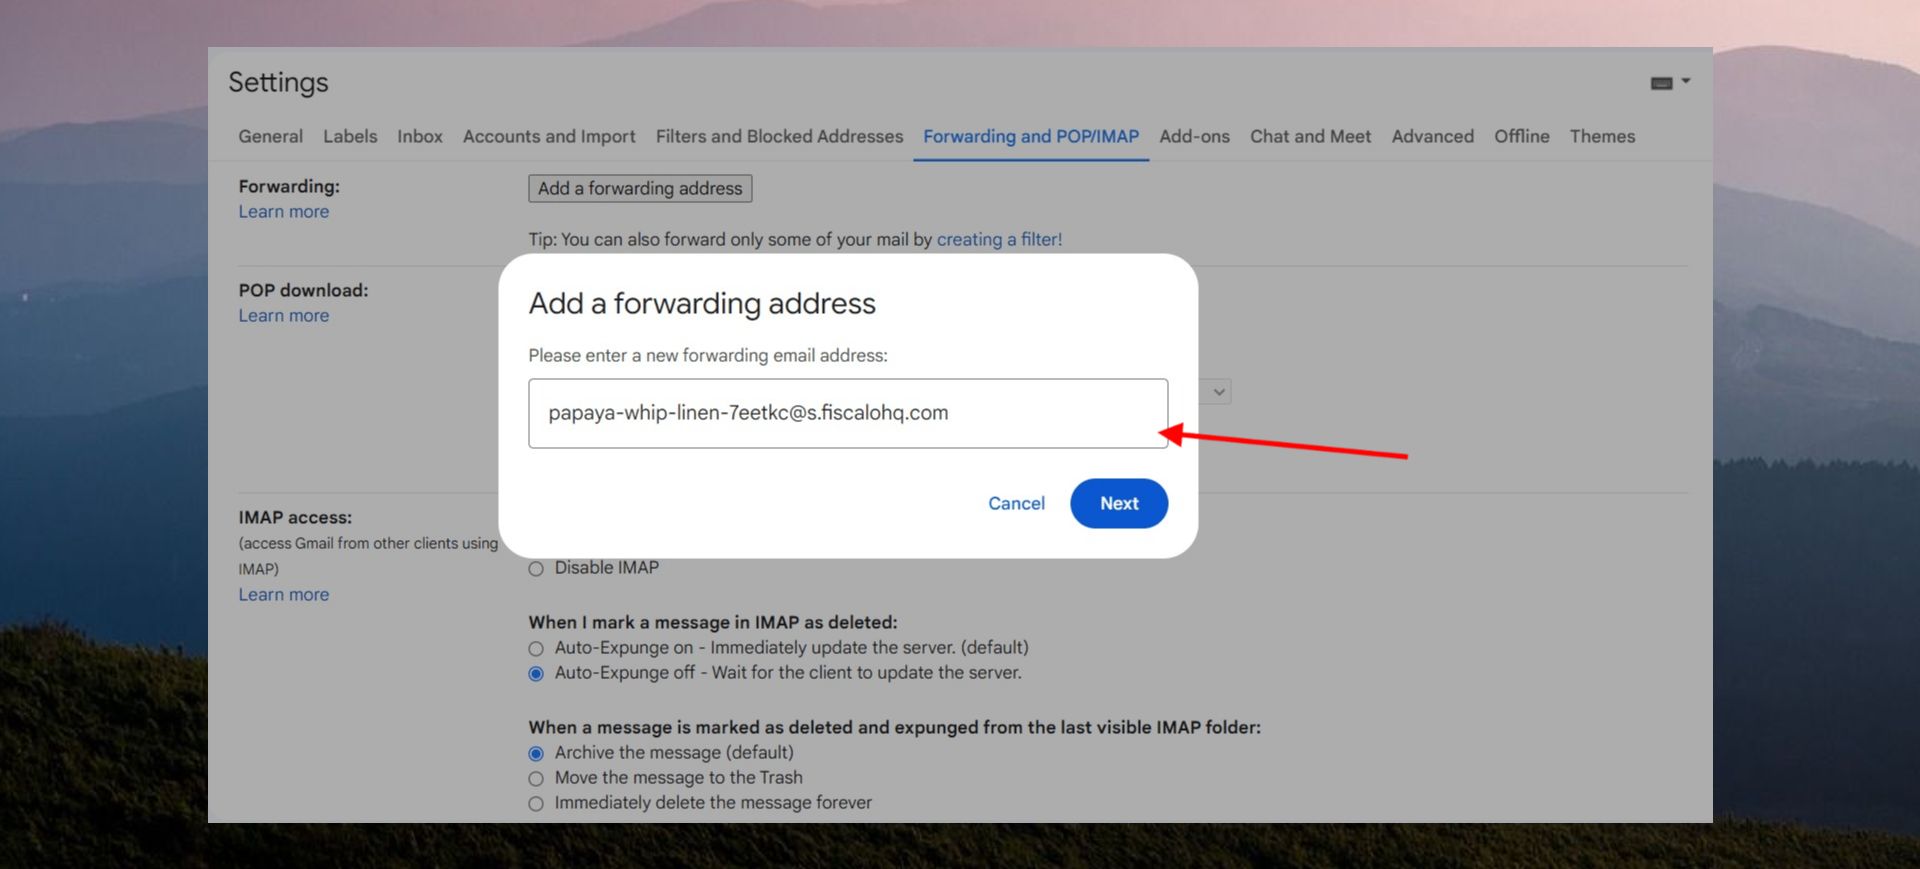 Settings
General Labels Inbox Accounts and Import Filters and Blocked Addresses Forwarding and POP/IMAP Add-ons Chat and Meet Advanced Offline Themes
Forwarding:
Add a forwarding address
Learn more
Tip: You can also forward only some of your mail by creating a filter!
POP download:
Learn more
Add a forwarding address
Please enter a new forwarding email address:
papaya-whip-linen-7eetkc@s.fiscalohq.com
Cancel Next
IMAP access:
(access Gmail from other clients using
IMAP)
Learn more
Disable IMAP
When I mark a message in IMAP as deleted:
Auto-Expunge on - Immediately update the server. (default)
Auto-Expunge off - Wait for the client to update the server.
When a message is marked as deleted and expunged from the last visible IMAP folder:
Archive the message (default)
Move the message to the Trash
Immediately delete the message forever